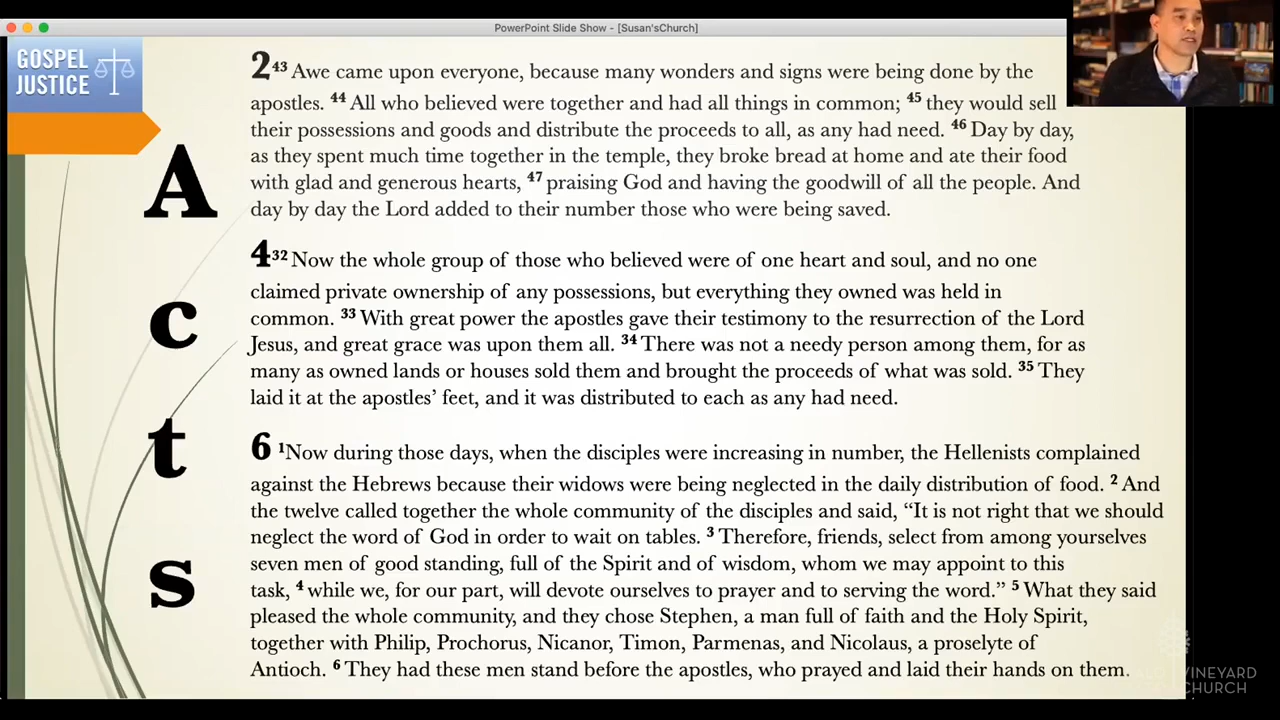 PowerPoint Slide Show - [Susan'sChurch]
GOSPEL
JUSTICE
A
c
t
s
2⁴³ Awe came upon everyone, because many wonders and signs were being done by the
apostles. ⁴⁴ All who believed were together and had all things in common; ⁴⁵ they would sell
their possessions and goods and distribute the proceeds to all, as any had need. ⁴⁶ Day by day,
as they spent much time together in the temple, they broke bread at home and ate their food
with glad and generous hearts, ⁴⁷ praising God and having the goodwill of all the people. And
day by day the Lord added to their number those who were being saved.
4³² Now the whole group of those who believed were of one heart and soul, and no one
claimed private ownership of any possessions, but everything they owned was held in
common. ³³ With great power the apostles gave their testimony to the resurrection of the Lord
Jesus, and great grace was upon them all. ³⁴ There was not a needy person among them, for as
many as owned lands or houses sold them and brought the proceeds of what was sold. ³⁵ They
laid it at the apostles’ feet, and it was distributed to each as any had need.
6 ¹Now during those days, when the disciples were increasing in number, the Hellenists complained
against the Hebrews because their widows were being neglected in the daily distribution of food. ² And
the twelve called together the whole community of the disciples and said, “It is not right that we should
neglect the word of God in order to wait on tables. ³ Therefore, friends, select from among yourselves
seven men of good standing, full of the Spirit and of wisdom, whom we may appoint to this
task, ⁴ while we, for our part, will devote ourselves to prayer and to serving the word.” ⁵ What they said
pleased the whole community, and they chose Stephen, a man full of faith and the Holy Spirit,
together with Philip, Prochorus, Nicanor, Timon, Parmenas, and Nicolaus, a proselyte of
Antioch. ⁶ They had these men stand before the apostles, who prayed and laid their hands on them.
VINEYARD
CHURCH